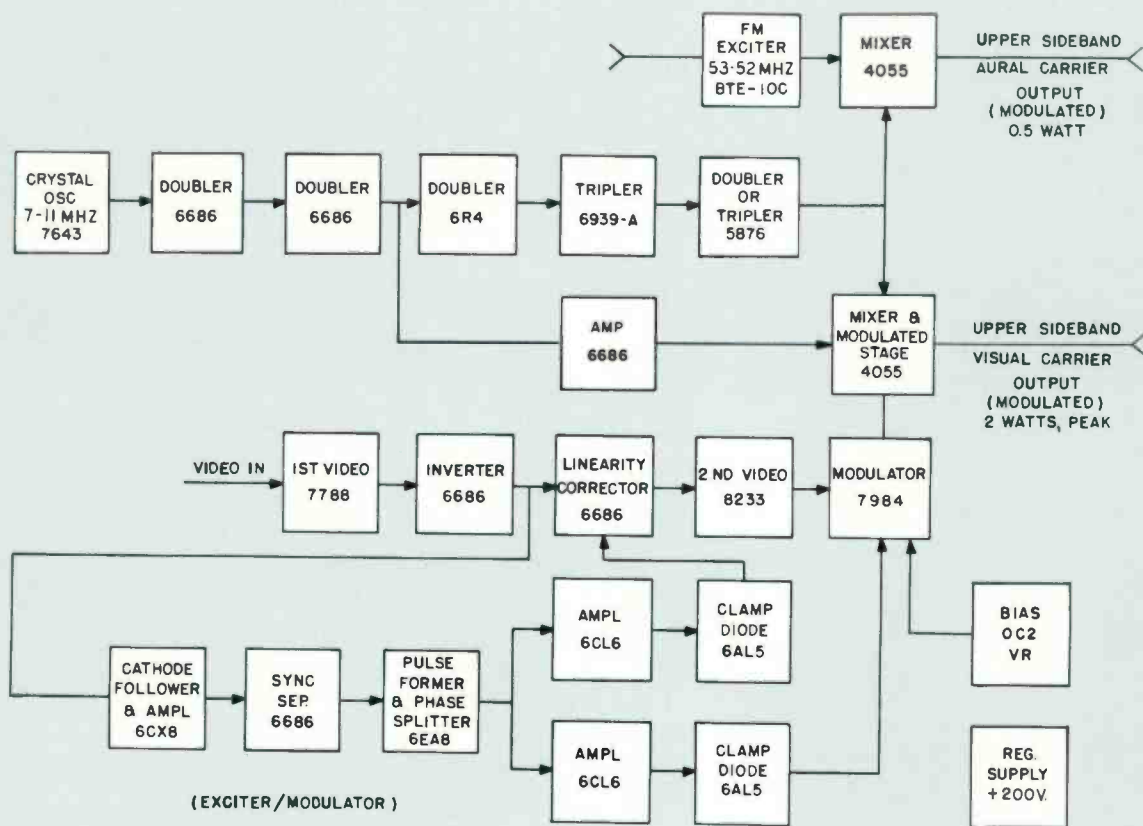 FM
EXCITER
53-52 MHZ
BTE-10C
MIXER
4055
UPPER SIDEBAND
AURAL CARRIER
OUTPUT
(MODULATED)
0.5 WATT
CRYSTAL
OSC
7-11 MHZ
7643
DOUBLER
6686
DOUBLER
6686
DOUBLER
6R4
TRIPLER
6939-A
DOUBLER
OR
TRIPLER
5876
AMP
6686
MIXER &
MODULATED
STAGE
4055
UPPER SIDEBAND
VISUAL CARRIER
OUTPUT
(MODULATED)
2 WATTS, PEAK
VIDEO IN
1ST VIDEO
7788
INVERTER
6686
LINEARITY
CORRECTOR
6686
2ND VIDEO
8233
MODULATOR
7984
AMPL
6CL6
CLAMP
DIODE
6AL5
BIAS
OC2
VR
CATHODE
FOLLOWER
& AMPL
6CX8
SYNC
SEP.
6686
PULSE
FORMER
& PHASE
SPLITTER
6EA8
AMPL
6CL6
CLAMP
DIODE
6AL5
REG.
SUPPLY
+200V.
(EXCITER/MODULATOR)